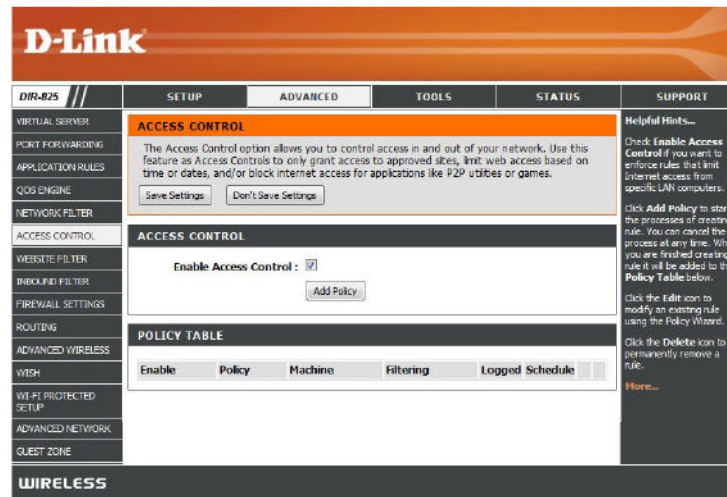 D-Link
DIR-825
SETUP
ADVANCED
TOOLS
STATUS
SUPPORT
VIRTUAL SERVER
PORT FORWARDING
APPLICATION RULES
QOS ENGINE
NETWORK FILTER
ACCESS CONTROL
WEBSITE FILTER
INBOUND FILTER
FIREWALL SETTINGS
ROUTING
ADVANCED WIRELESS
WISH
WI-FI PROTECTED
SETUP
ADVANCED NETWORK
GUEST ZONE
ACCESS CONTROL
The Access Control option allows you to control access in and out of your network. Use this
feature as Access Controls to only grant access to approved sites, limit web access based on
time or dates, and/or block internet access for applications like P2P utilities or games.
Save Settings
Don't Save Settings
ACCESS CONTROL
Enable Access Control :
Add Policy
POLICY TABLE
Enable Policy Machine Filtering Logged Schedule
Helpful Hints...
Check Enable Access
Control if you want to
enforce rules that limit
Internet access from
specific LAN computers.
Click Add Policy to star
the processes of creatin
rule. You can cancel the
process at any time. Wh
you are finished creating
rule it will be added to th
Policy Table below.
Click the Edit icon to
modify an existing rule
using the Policy Wizard.
Click the Delete icon to
permanently remove a
rule.
More...
WIRELESS